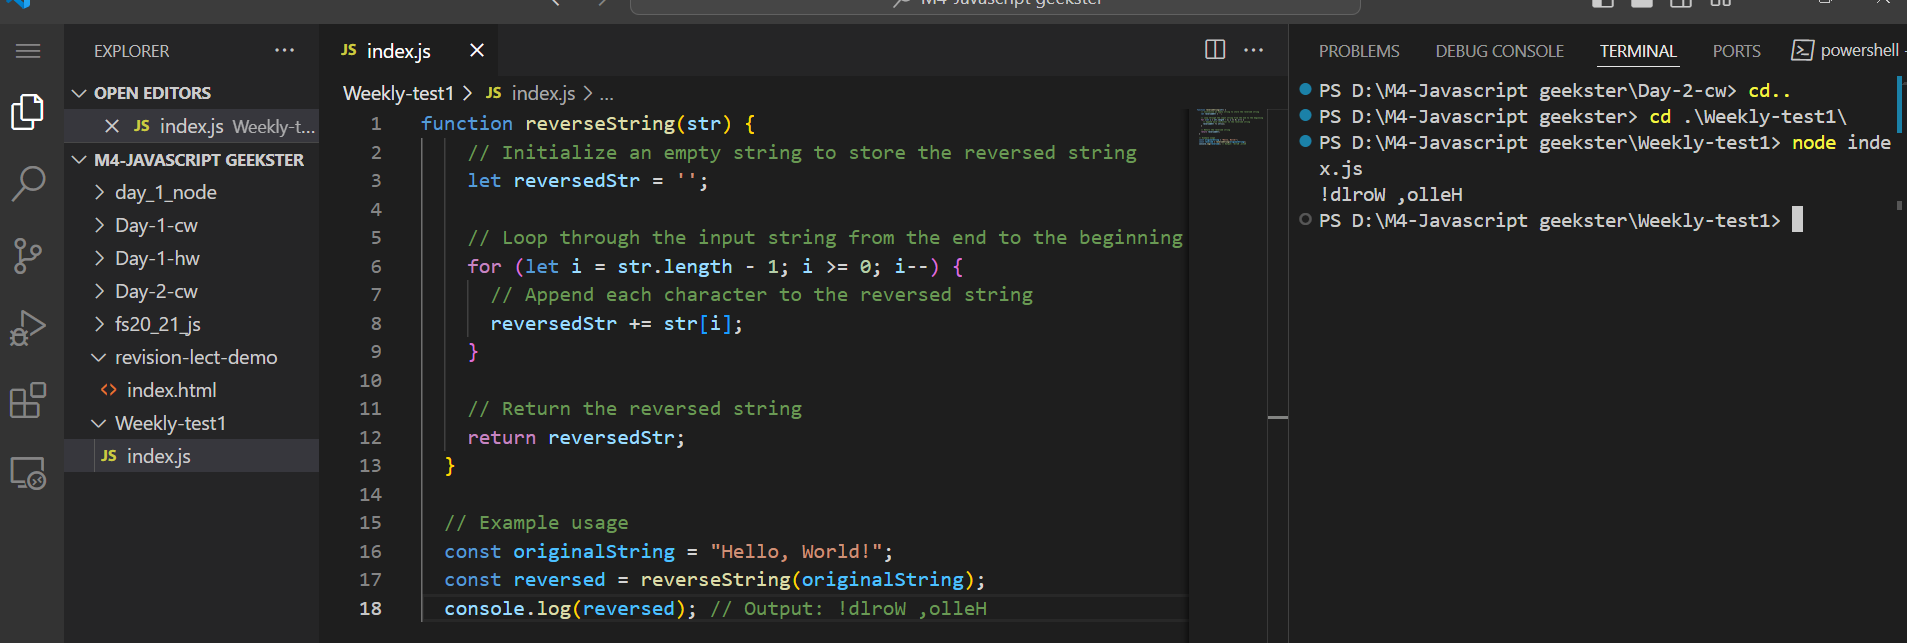 M4-Javascript geekster
EXPLORER
OPEN EDITORS
JS index.js Weekly-t...
M4-JAVASCRIPT GEEKSTER
day_1_node
Day-1-cw
Day-1-hw
Day-2-cw
fs20_21_js
revision-lect-demo
index.html
Weekly-test1
JS index.js
JS index.js
Weekly-test1 > JS index.js > ...
1 function reverseString(str) {
2 // Initialize an empty string to store the reversed string
3 let reversedStr = '';
4
5 // Loop through the input string from the end to the beginning
6 for (let i = str.length - 1; i >= 0; i--) {
7 // Append each character to the reversed string
8 reversedStr += str[i];
9 }
10
11 // Return the reversed string
12 return reversedStr;
13 }
14
15 // Example usage
16 const originalString = "Hello, World!";
17 const reversed = reverseString(originalString);
18 console.log(reversed); // Output: !dlroW ,olleH
PROBLEMS DEBUG CONSOLE TERMINAL PORTS powershell
PS D:\M4-Javascript geekster\Day-2-cw> cd..
PS D:\M4-Javascript geekster> cd .\Weekly-test1\
PS D:\M4-Javascript geekster\Weekly-test1> node inde
x.js
!dlroW ,olleH
PS D:\M4-Javascript geekster\Weekly-test1>